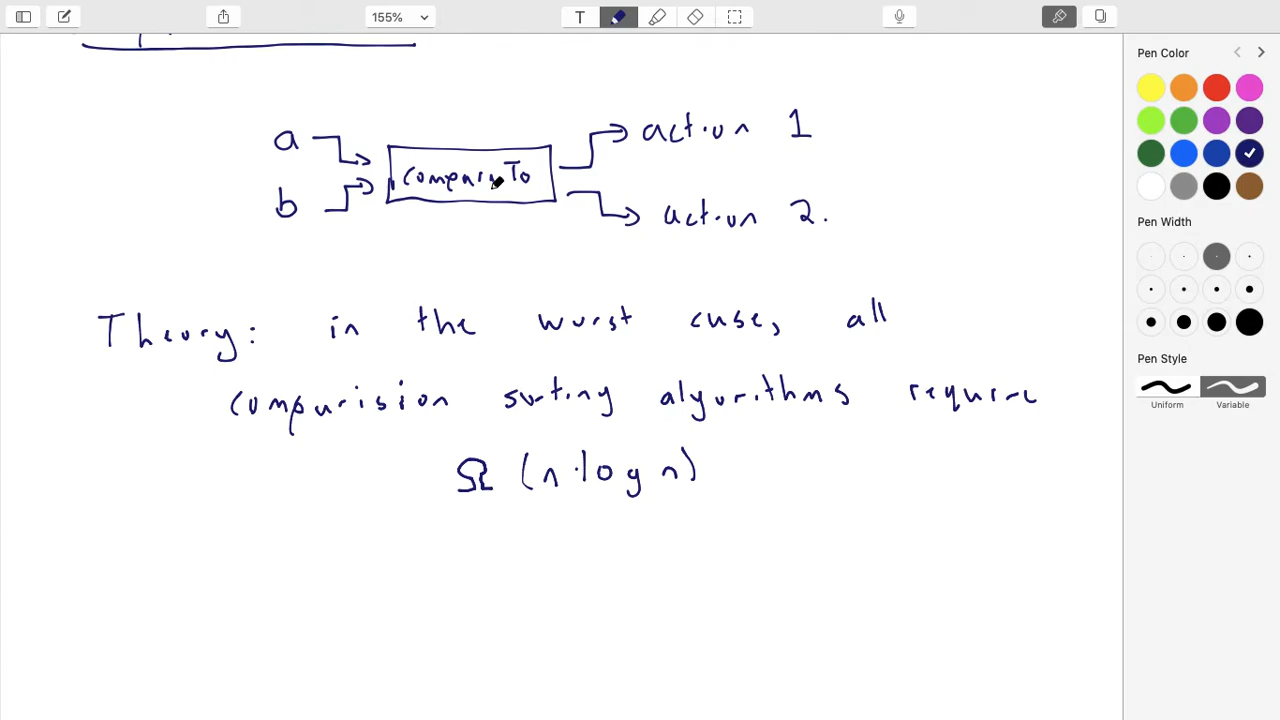 155%
T
Pen Color
a
compareTo
action 1
b
action 2.
Pen Width
Theory: in the worst case, all
comparision sorting algorithms require
Ω (n·log n)
Pen Style
Uniform
Variable